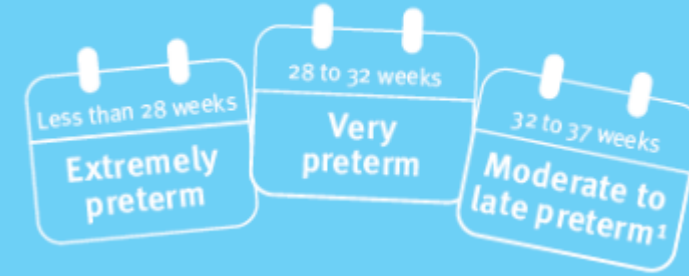 Less than 28 weeks
Extremely
preterm
28 to 32 weeks
Very
preterm
32 to 37 weeks
Moderate to
late preterm¹